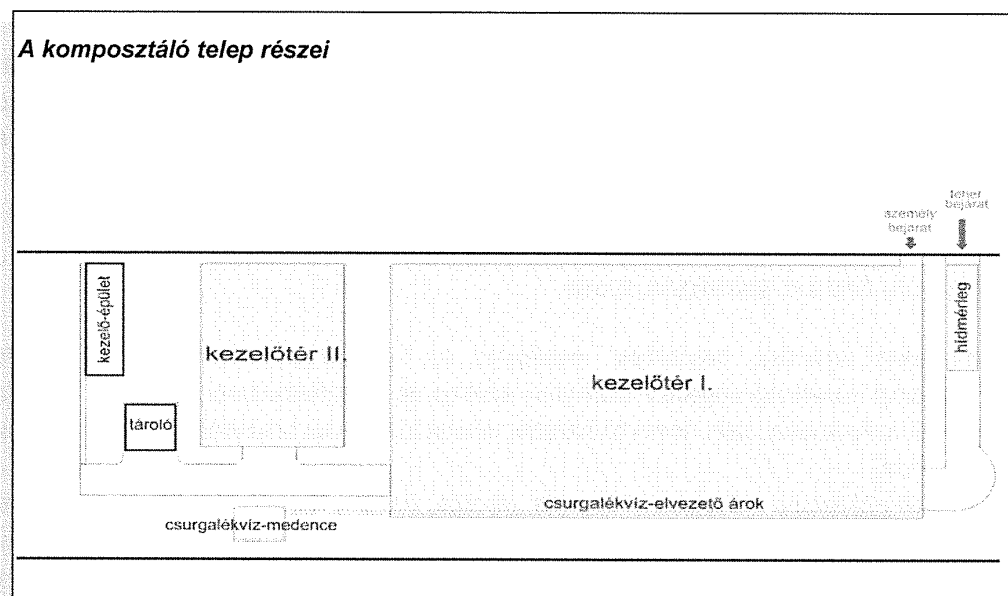 A komposztáló telep részei
személy
bejárat
teher
bejárat
kezelő-épület
kezelőtér II.
kezelőtér I.
hídmérleg
tároló
csurgalékvíz-elvezető árok
csurgalékvíz-medence